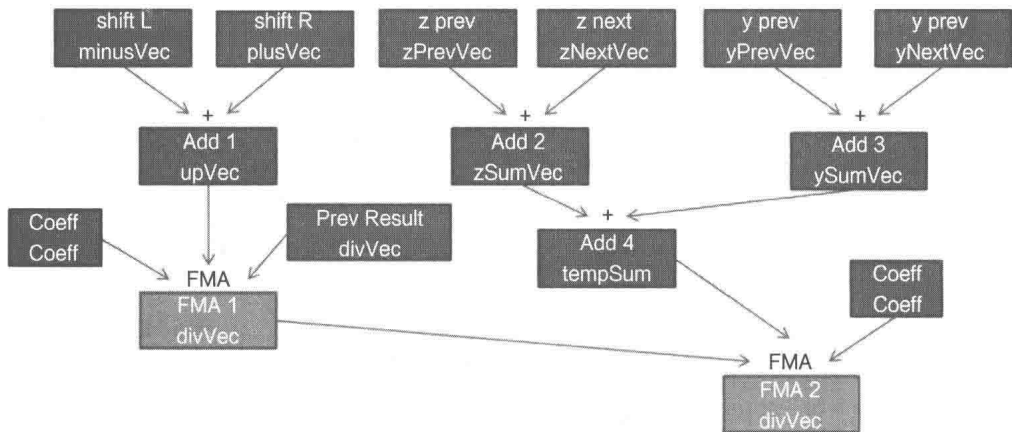 shift L
minusVec
shift R
plusVec
z prev
zPrevVec
z next
zNextVec
y prev
yPrevVec
y prev
yNextVec
+
+
+
Add 1
upVec
Add 2
zSumVec
Add 3
ySumVec
Coeff
Coeff
Prev Result
divVec
+
Add 4
tempSum
FMA
FMA 1
divVec
Coeff
Coeff
FMA
FMA 2
divVec